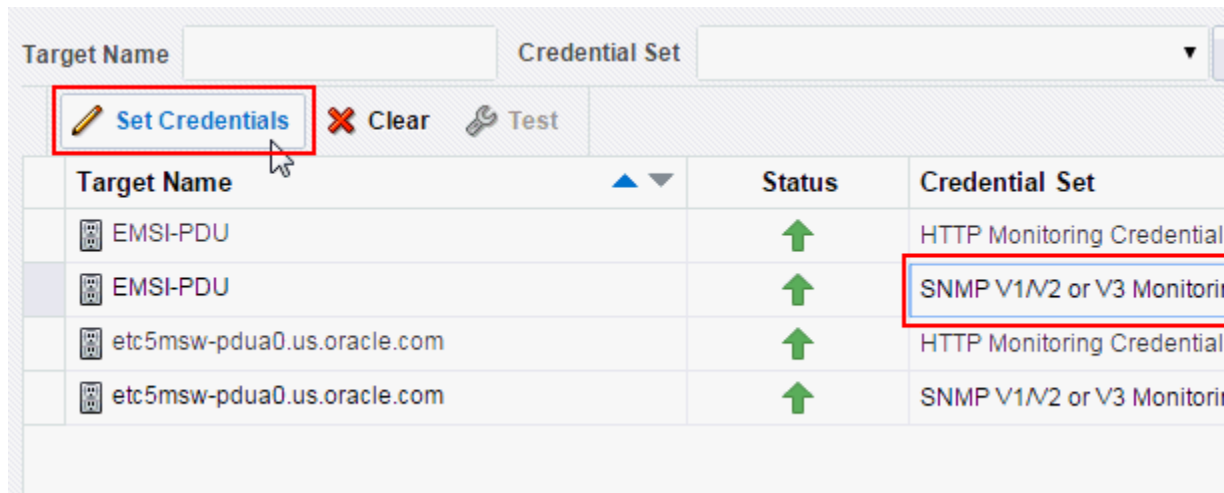 Target Name Credential Set
Set Credentials Clear Test
Target Name Status Credential Set
EMSI-PDU HTTP Monitoring Credential
EMSI-PDU SNMP V1/V2 or V3 Monitorin
etc5msw-pdua0.us.oracle.com HTTP Monitoring Credential
etc5msw-pdua0.us.oracle.com SNMP V1/V2 or V3 Monitorin